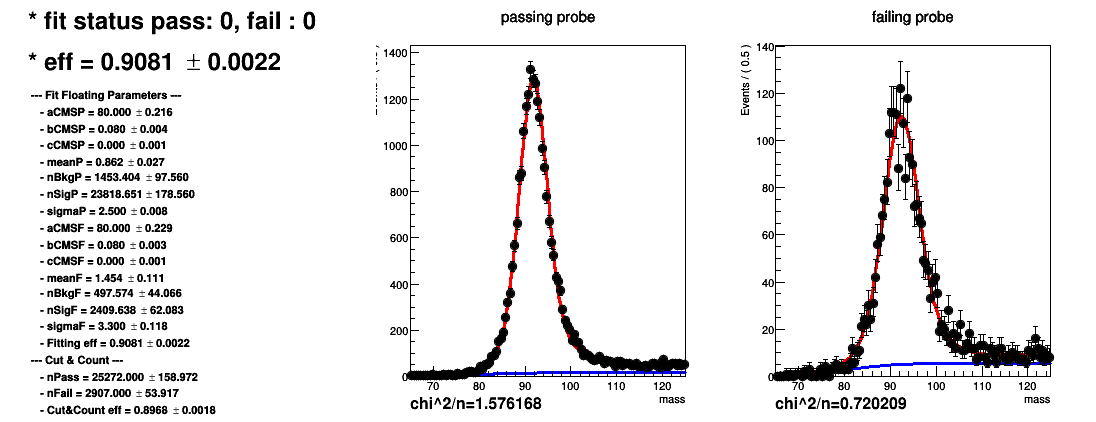 * fit status pass: 0, fail : 0
* eff = 0.9081 ± 0.0022
--- Fit Floating Parameters ---
- aCMSP = 80.000 ± 0.216
- bCMSP = 0.080 ± 0.004
- cCMSP = 0.000 ± 0.001
- meanP = 0.862 ± 0.027
- nBkgP = 1453.404 ± 97.560
- nSigP = 23818.651 ± 178.560
- sigmaP = 2.500 ± 0.008
- aCMSF = 80.000 ± 0.229
- bCMSF = 0.080 ± 0.003
- cCMSF = 0.000 ± 0.001
- meanF = 1.454 ± 0.111
- nBkgF = 497.574 ± 44.066
- nSigF = 2409.638 ± 62.083
- sigmaF = 3.300 ± 0.118
- Fitting eff = 0.9081 ± 0.0022
--- Cut & Count ---
- nPass = 25272.000 ± 158.972
- nFail = 2907.000 ± 53.917
- Cut&Count eff = 0.8968 ± 0.0018
passing probe
1400
1200
1000
800
600
400
200
0
70 80 90 100 110 120
mass
chi^2/n=1.576168
failing probe
Events / ( 0.5 )
140
120
100
80
60
40
20
0
70 80 90 100 110 120
mass
chi^2/n=0.720209